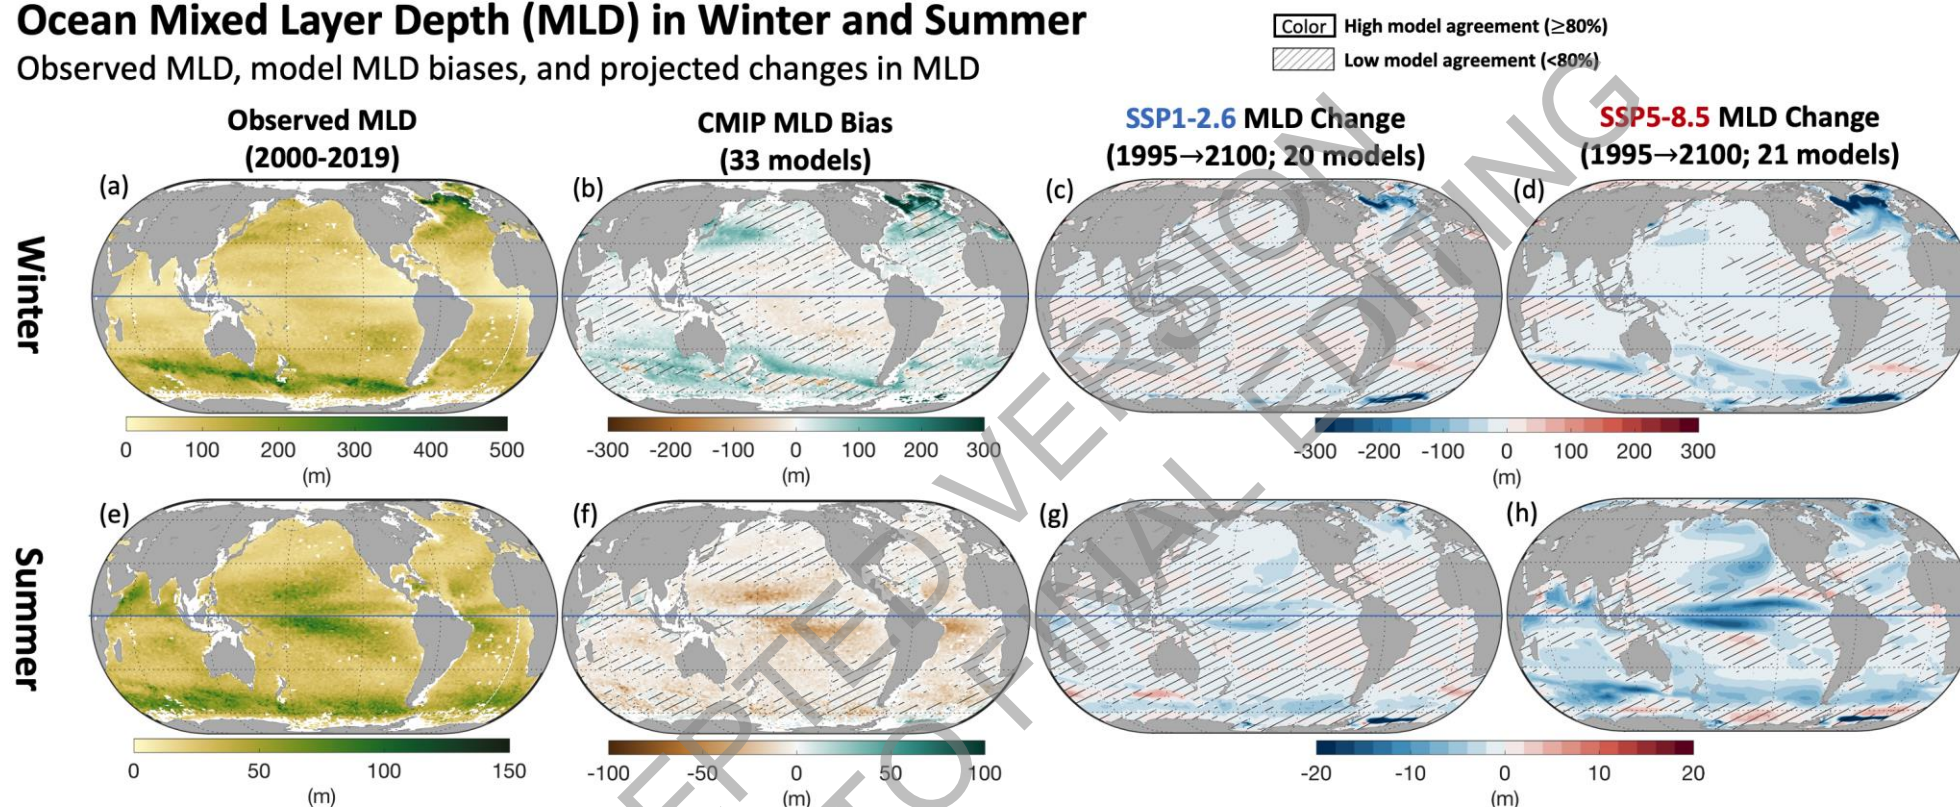 Ocean Mixed Layer Depth (MLD) in Winter and Summer
Observed MLD, model MLD biases, and projected changes in MLD
Color High model agreement (≥80%)
Low model agreement (<80%)
Observed MLD
(2000-2019)
CMIP MLD Bias
(33 models)
SSP1-2.6 MLD Change
(1995→2100; 20 models)
SSP5-8.5 MLD Change
(1995→2100; 21 models)
Winter
(a)
(b)
(c)
(d)
0 100 200 300 400 500
(m)
-300 -200 -100 0 100 200 300
(m)
-300 -200 -100 0 100 200 300
(m)
Summer
(e)
(f)
(g)
(h)
0 50 100 150
(m)
-100 -50 0 50 100
(m)
-20 -10 0 10 20
(m)
EPTED VERSION
TO FINAL EDITING